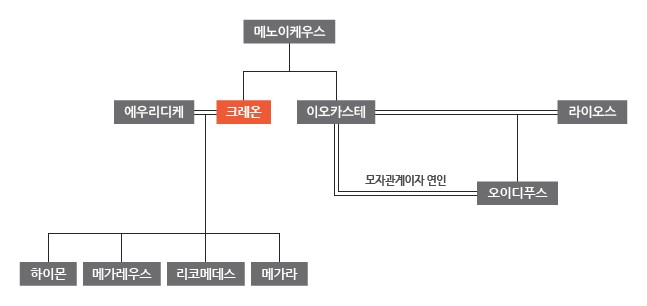 메노이케우스
에우리디케
크레온
이오카스테
라이오스
모자관계이자 연인
오이디푸스
하이몬
메가레우스
리코메데스
메가라